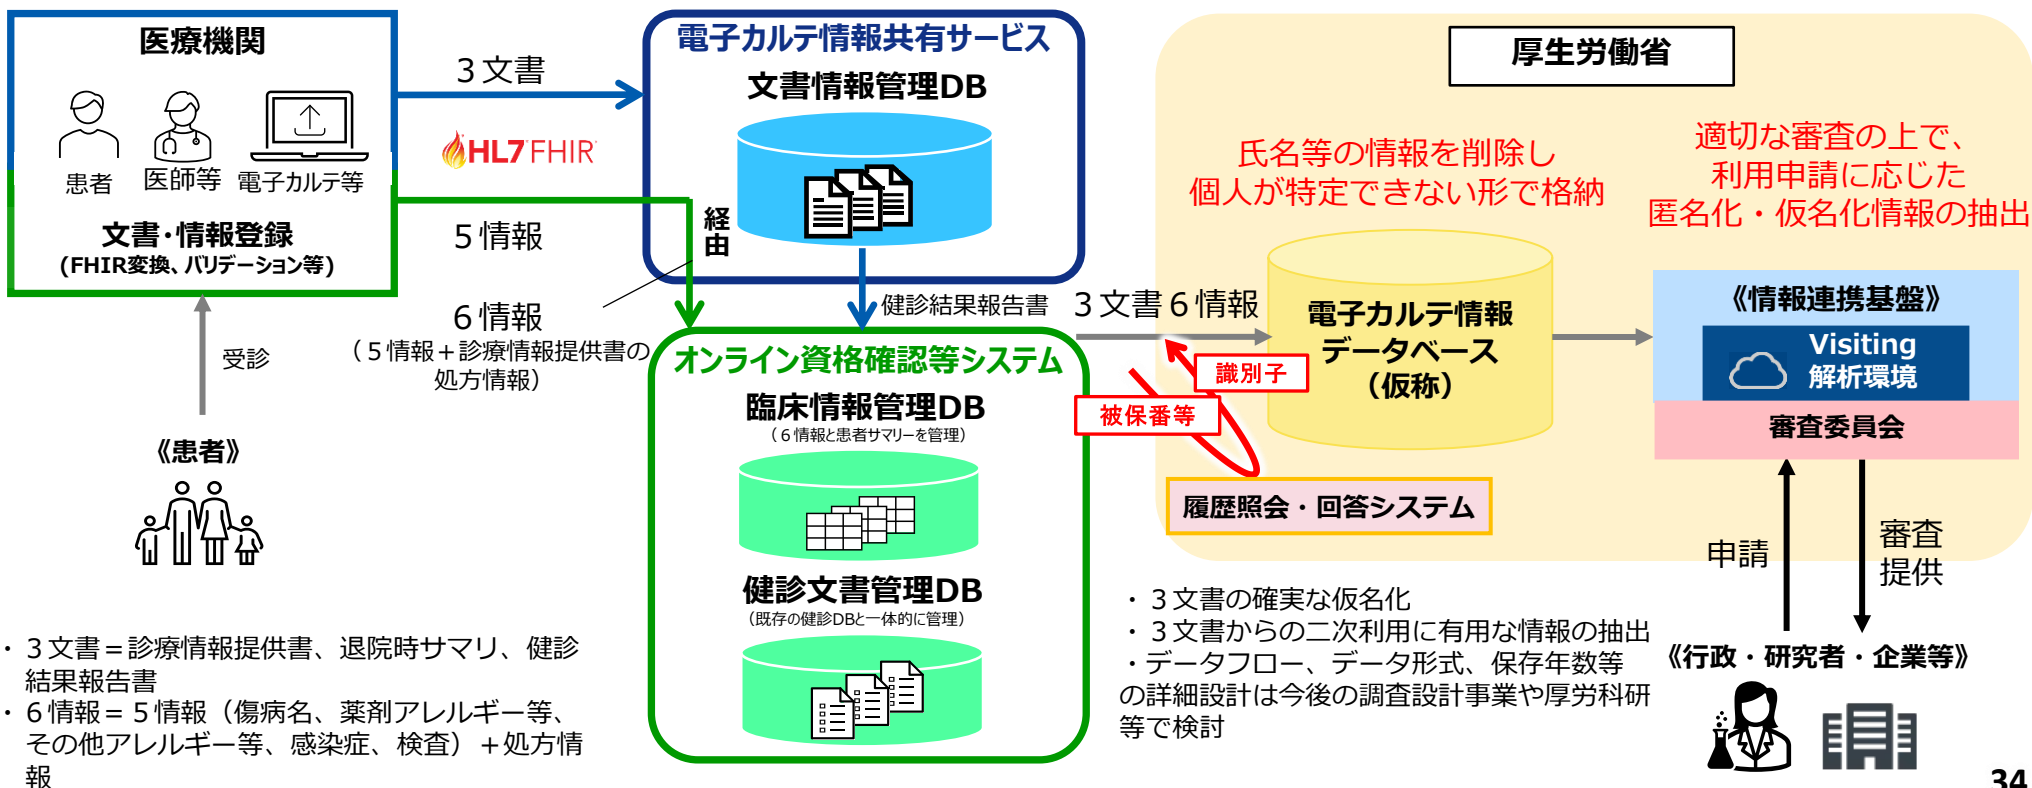 医療機関
患者
医師等
電子カルテ等
文書・情報登録
(FHIR変換、バリデーション等)
受診
《患者》
3文書
HL7 FHIR
5情報
6情報
(5情報+診療情報提供書の
処方情報)
経由
電子カルテ情報共有サービス
文書情報管理DB
健診結果報告書
オンライン資格確認等システム
臨床情報管理DB
(6情報と患者サマリーを管理)
健診文書管理DB
(既存の健診DBと一体的に管理)
厚生労働省
氏名等の情報を削除し
個人が特定できない形で格納
適切な審査の上で、
利用申請に応じた
匿名化・仮名化情報の抽出
3文書6情報
識別子
被保番等
履歴照会・回答システム
電子カルテ情報
データベース
(仮称)
《情報連携基盤》
Visiting
解析環境
審査委員会
申請
審査
提供
《行政・研究者・企業等》
・3文書=診療情報提供書、退院時サマリ、健診
結果報告書
・6情報=5情報(傷病名、薬剤アレルギー等、
その他アレルギー等、感染症、検査)+処方情
報
・3文書の確実な仮名化
・3文書からの二次利用に有用な情報の抽出
・データフロー、データ形式、保存年数等
の詳細設計は今後の調査設計事業や厚労科研
等で検討
34